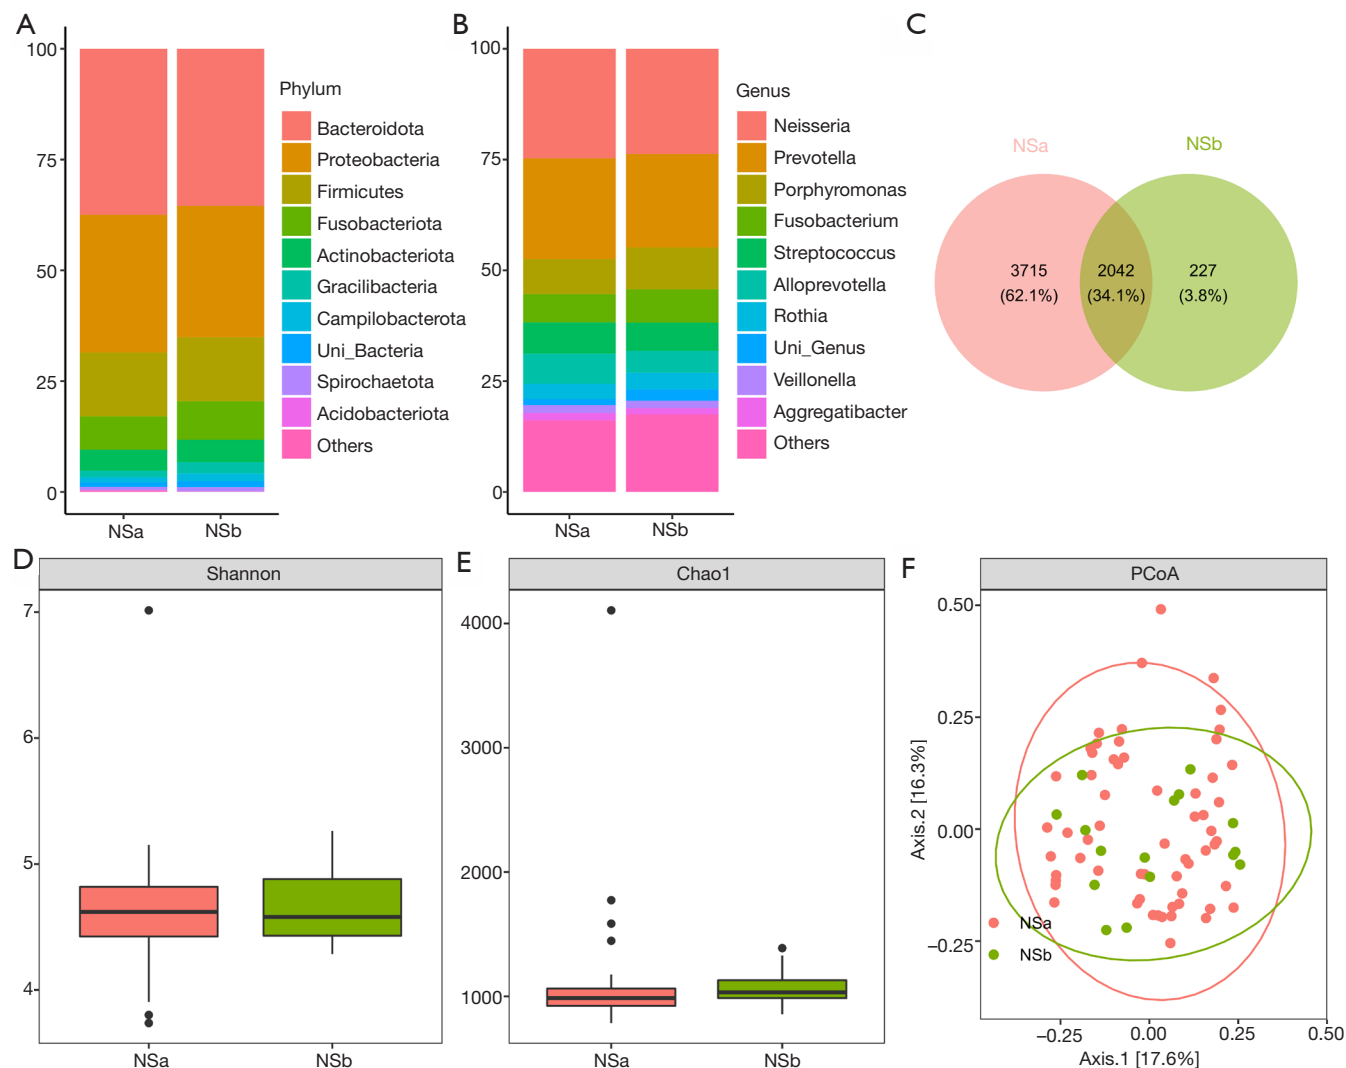 A
100
75
50
25
0
NSa
NSb
Phylum
Bacteroidota
Proteobacteria
Firmicutes
Fusobacteriota
Actinobacteriota
Gracilibacteria
Campilobacterota
Uni_Bacteria
Spirochaetota
Acidobacteriota
Others
B
100
75
50
25
0
NSa
NSb
Genus
Neisseria
Prevotella
Porphyromonas
Fusobacterium
Streptococcus
Alloprevotella
Rothia
Uni_Genus
Veillonella
Aggregatibacter
Others
C
NSa
NSb
3715
(62.1%)
2042
(34.1%)
227
(3.8%)
D
Shannon
7
6
5
4
NSa
NSb
E
Chao1
4000
3000
2000
1000
NSa
NSb
F
PCoA
Axis.2 [16.3%]
0.50
0.25
0.00
−0.25
NSa
NSb
−0.25
0.00
0.25
0.50
Axis.1 [17.6%]